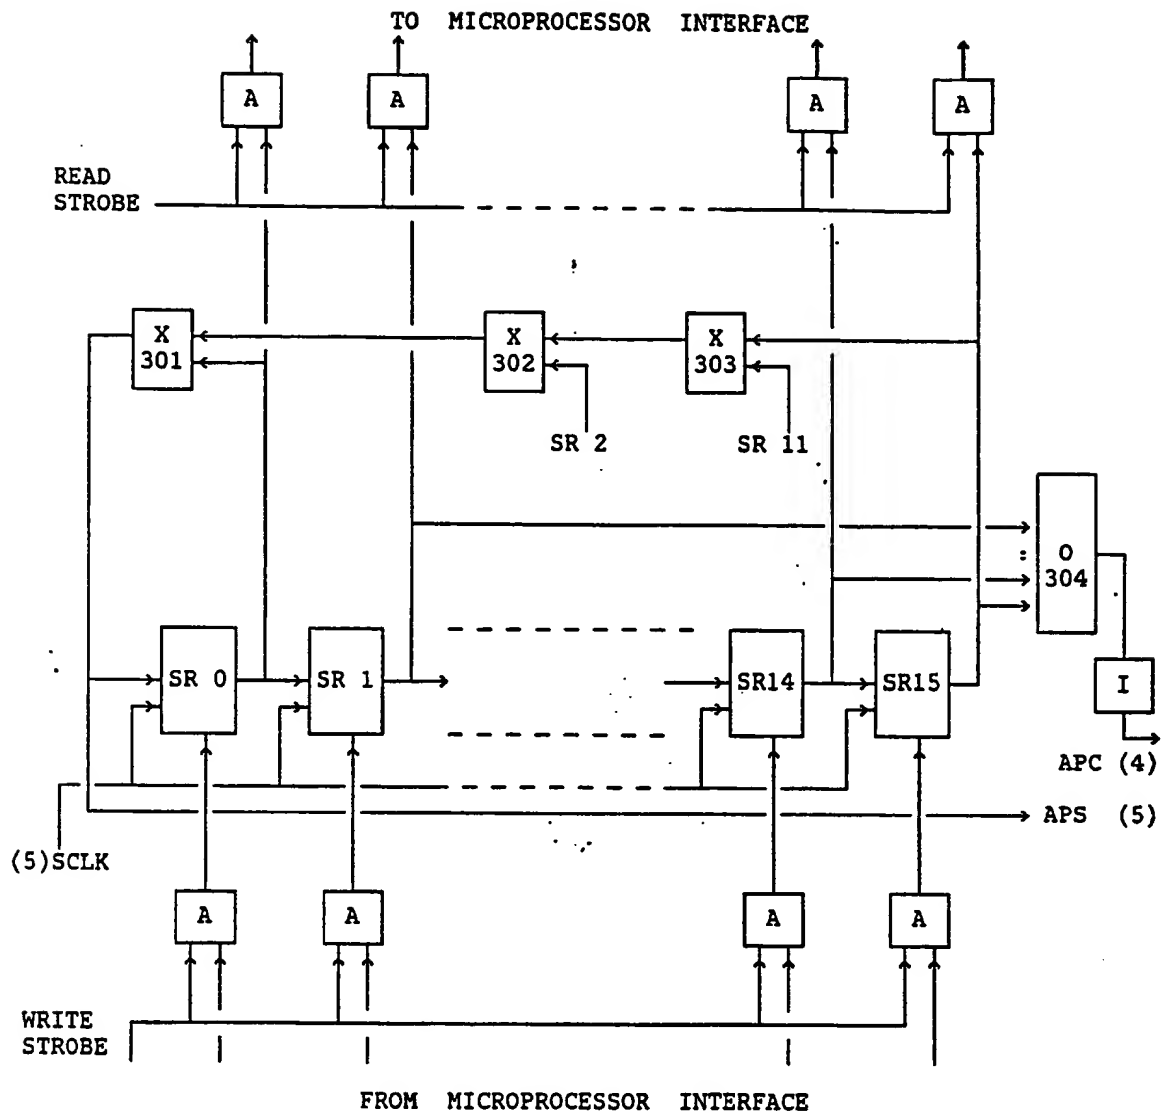 TO MICROPROCESSOR INTERFACE
A
A
A
A
READ
STROBE
X
301
X
302
X
303
SR 2
SR 11
:
O
304
SR 0
SR 1
SR14
SR15
I
APC (4)
APS (5)
(5)SCLK
A
A
A
A
WRITE
STROBE
FROM MICROPROCESSOR INTERFACE